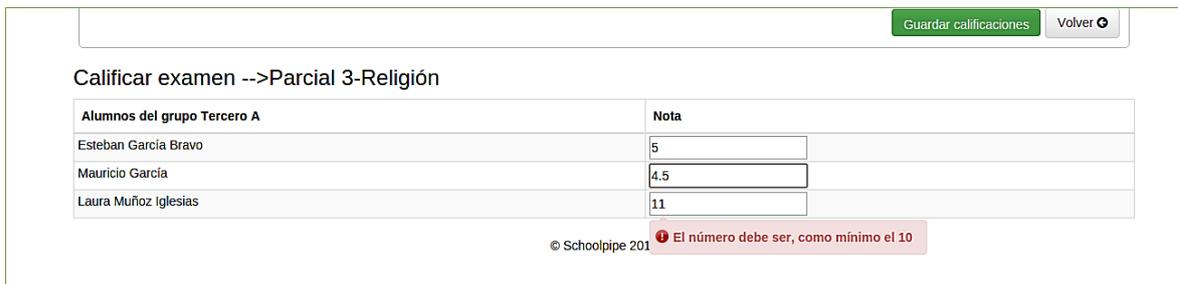 Guardar calificaciones Volver
Calificar examen -->Parcial 3-Religión
Alumnos del grupo Tercero A Nota
Esteban García Bravo 5
Mauricio García 4.5
Laura Muñoz Iglesias 11
El número debe ser, como mínimo el 10
© Schoolpipe 201